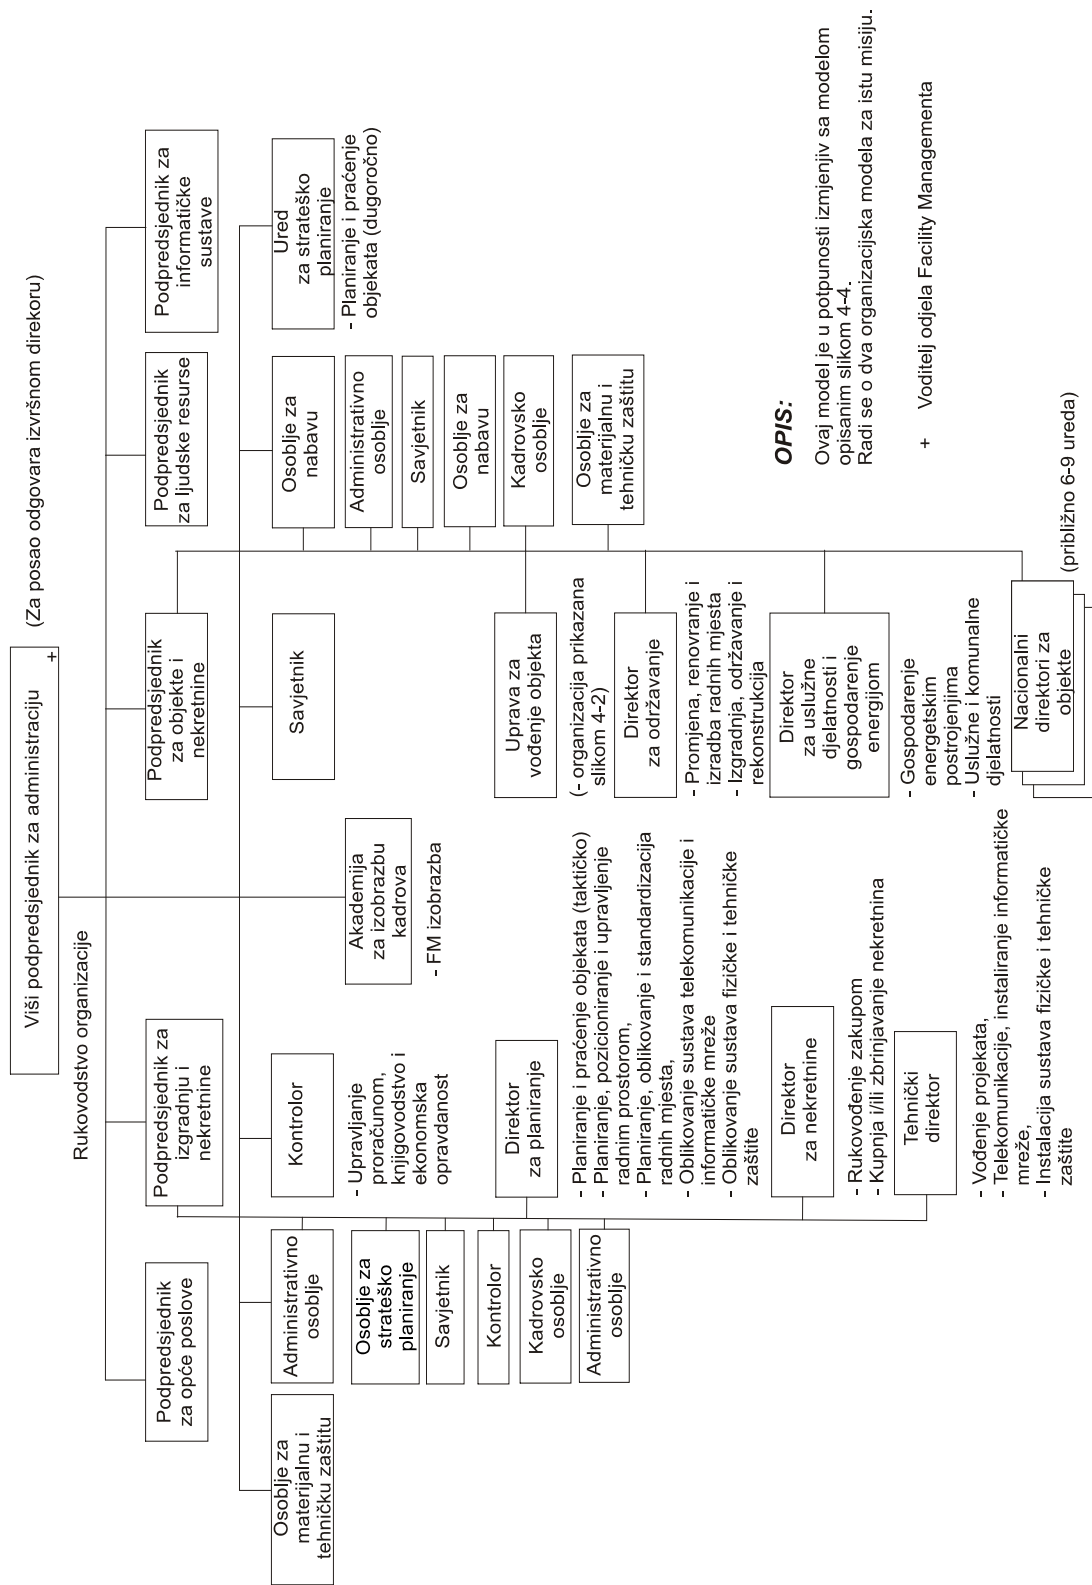 Viši podpredsjednik za administraciju
+
(Za posao odgovara izvršnom direkoru)
Rukovodstvo organizacije
Podpredsjednik
za opće poslove
Podpredsjednik za
izgradnju i
nekretnine
Podpredsjednik
za objekte i
nekretnine
Podpredsjednik
za ljudske resurse
Podpredsjednik za
informatičke
sustave
Osoblje za
materijalnu i
tehničku zaštitu
Administrativno
osoblje
Kontrolor
- Upravljanje
proračunom,
knjigovodstvo i
ekonomska
opravdanost
Akademija
za izobrazbu
kadrova
- FM izobrazba
Savjetnik
Ured
za strateško
planiranje
- Planiranje i praćenje
objekata (dugoročno)
Osoblje za
strateško
planiranje
Savjetnik
Kontrolor
Kadrovsko
osoblje
Administrativno
osoblje
Direktor
za planiranje
- Planiranje i praćenje objekata (taktičko)
- Planiranje, pozicioniranje i upravljenje
radnim prostorom,
- Planiranje, oblikovanje i standardizacija
radnih mjesta,
- Oblikovanje sustava telekomunikacije i
informatičke mreže
- Oblikovanje sustava fizičke i tehničke
zaštite
Direktor
za nekretnine
- Rukovođenje zakupom
- Kupnja i/ili zbrinjavanje nekretnina
Tehnički
direktor
- Vođenje projekata,
- Telekomunikacije, instaliranje informatičke
mreže,
- Instalacija sustava fizičke i tehničke
zaštite
Osoblje za
nabavu
Administrativno
osoblje
Savjetnik
Osoblje za
nabavu
Kadrovsko
osoblje
Osoblje za
materijalnu i
tehničku zaštitu
Uprava za
vođenje objekta
(- organizacija prikazana
slikom 4-2)
Direktor
za održavanje
- Promjena, renovranje i
izradba radnih mjesta
- Izgradnja, održavanje i
rekonstrukcija
Direktor
za uslužne
djelatnosti i
gospodarenje
energijom
- Gospodarenje
energetskim
postrojenjima
- Uslužne i komunalne
djelatnosti
Nacionalni
direktori za
objekte
(približno 6-9 ureda)
OPIS:
Ovaj model je u potpunosti izmjenjiv sa modelom
opisanim slikom 4-4.
Radi se o dva organizacijska modela za istu misiju.
+ Voditelj odjela Facility Managementa